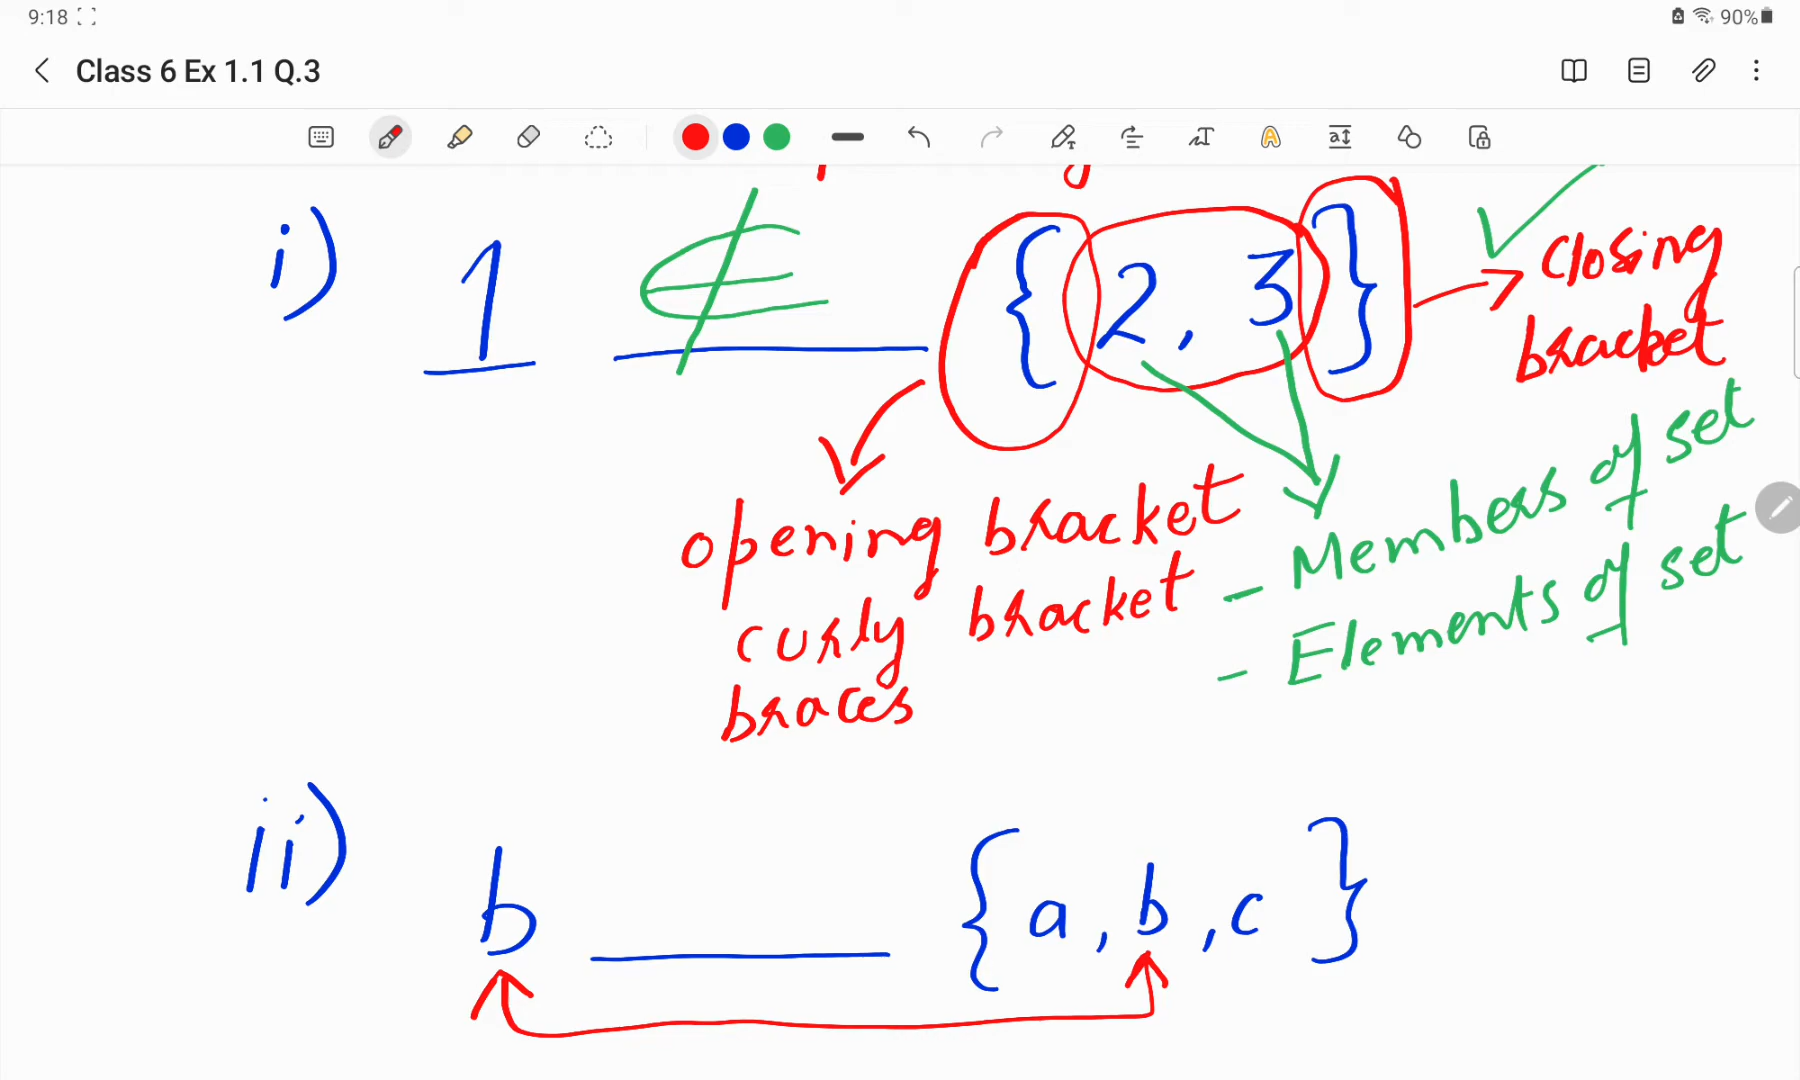 9:18 90%
Class 6 Ex 1.1 Q.3
i) 1 ∉ { 2, 3 }
closing
bracket
opening bracket
curly bracket
braces
- Members of set
- Elements of set
ii) b ______ { a, b, c }